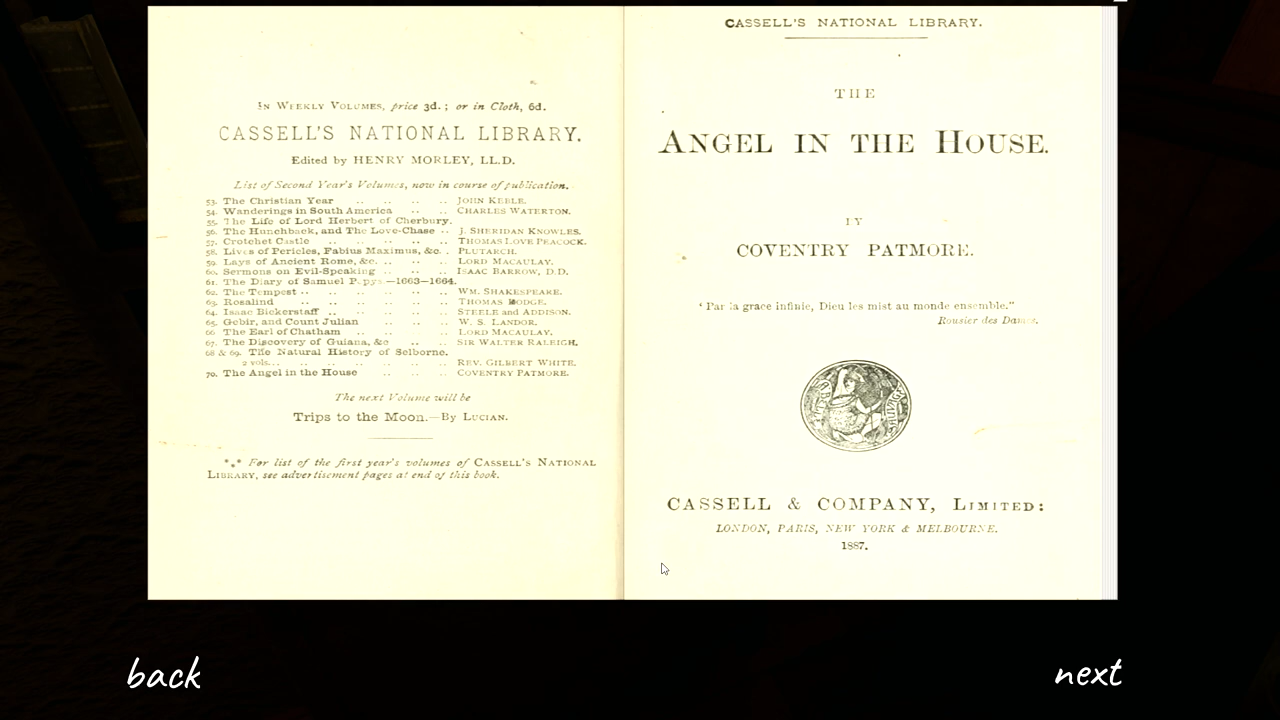 IN WEEKLY VOLUMES, price 3d.; or in Cloth, 6d.
CASSELL'S NATIONAL LIBRARY.
Edited by HENRY MORLEY, LL.D.
List of Second Year's Volumes, now in course of publication.
53. The Christian Year .. .. .. .. JOHN KEBLE.
54. Wanderings in South America .. .. CHARLES WATERTON.
55. The Life of Lord Herbert of Cherbury.
56. The Hunchback, and The Love-Chase .. J. SHERIDAN KNOWLES.
57. Crotchet Castle .. .. .. .. .. THOMAS LOVE PEACOCK.
58. Lives of Pericles, Fabius Maximus, &c. . PLUTARCH.
59. Lays of Ancient Rome, &c. .. .. .. LORD MACAULAY.
60. Sermons on Evil-Speaking .. .. .. ISAAC BARROW, D.D.
61. The Diary of Samuel Pepys—1663–1664.
62. The Tempest .. .. .. .. .. .. WM. SHAKESPEARE.
63. Rosalind .. .. .. .. .. THOMAS LODGE.
64. Isaac Bickerstaff .. .. .. .. STEELE and ADDISON.
65. Gebir, and Count Julian .. .. .. W. S. LANDOR.
66. The Earl of Chatham .. .. .. .. LORD MACAULAY.
67. The Discovery of Guiana, &c .. .. SIR WALTER RALEIGH.
68 & 69. The Natural History of Selborne.
2 vols... .. .. .. .. .. .. REV. GILBERT WHITE.
70. The Angel in the House .. .. .. COVENTRY PATMORE.
The next Volume will be
Trips to the Moon.—By LUCIAN.
*** For list of the first year's volumes of CASSELL'S NATIONAL
LIBRARY, see advertisement pages at end of this book.
CASSELL'S NATIONAL LIBRARY.
THE
ANGEL IN THE HOUSE.
BY
COVENTRY PATMORE.
"Par la grace infinie, Dieu les mist au monde ensemble."
Rousier des Dames.
CASSELL & COMPANY, LIMITED:
LONDON, PARIS, NEW YORK & MELBOURNE.
1887.
back
next